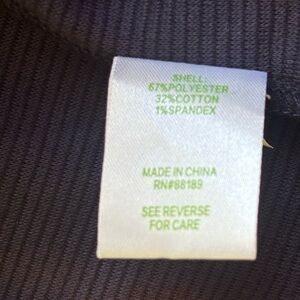 SHELL:
67%POLYESTER
32%COTTON
1%SPANDEX
MADE IN CHINA
RN#88189
SEE REVERSE
FOR CARE